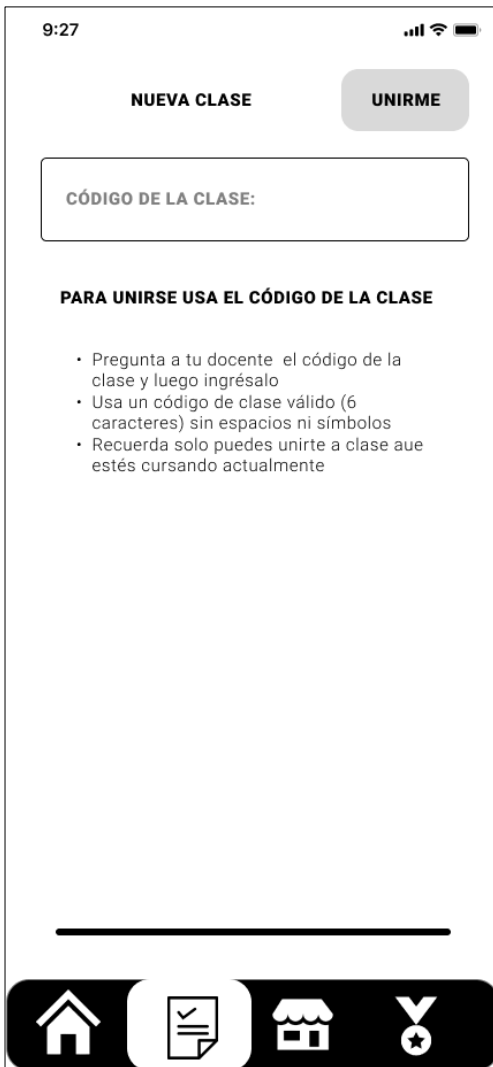 9:27
NUEVA CLASE
UNIRME
CÓDIGO DE LA CLASE:
PARA UNIRSE USA EL CÓDIGO DE LA CLASE
• Pregunta a tu docente  el código de la
clase y luego ingrésalo
• Usa un código de clase válido (6
caracteres) sin espacios ni símbolos
• Recuerda solo puedes unirte a clase aue
estés cursando actualmente